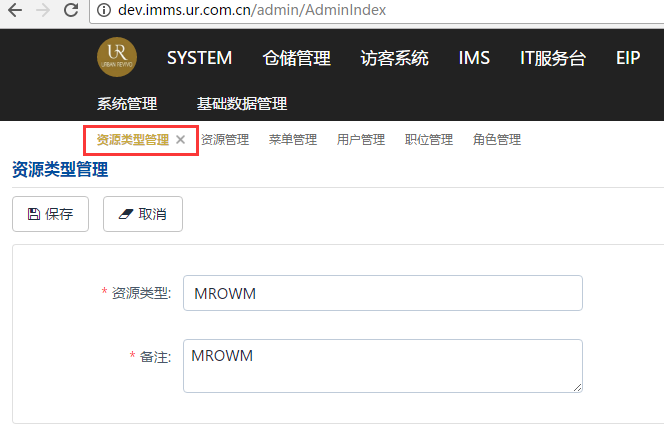 dev.imms.ur.com.cn/admin/AdminIndex
UR
URBAN REVIVO
SYSTEM 仓储管理 访客系统 IMS IT服务台 EIP
系统管理 基础数据管理
资源类型管理 × 资源管理 菜单管理 用户管理 职位管理 角色管理
资源类型管理
保存 取消
* 资源类型: MROWM
* 备注: MROWM